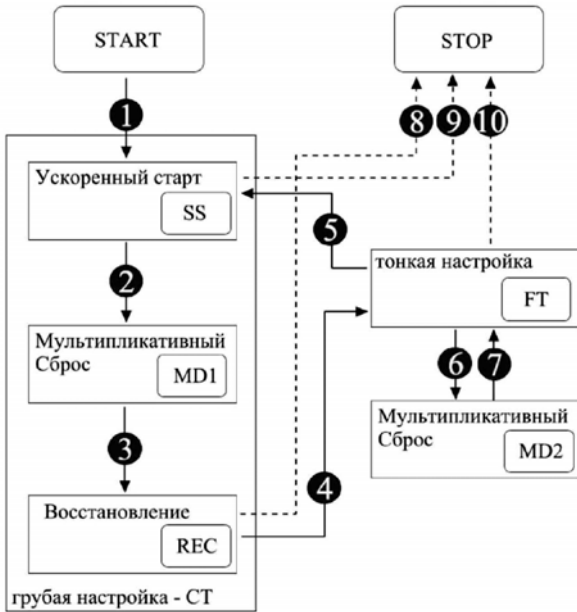 START
STOP
1
8
9
10
Ускоренный старт
SS
5
тонкая настройка
FT
2
Мультипликативный
Сброс
MD1
6
7
Мультипликативный
Сброс
MD2
3
4
Восстановление
REC
грубая настройка - CT